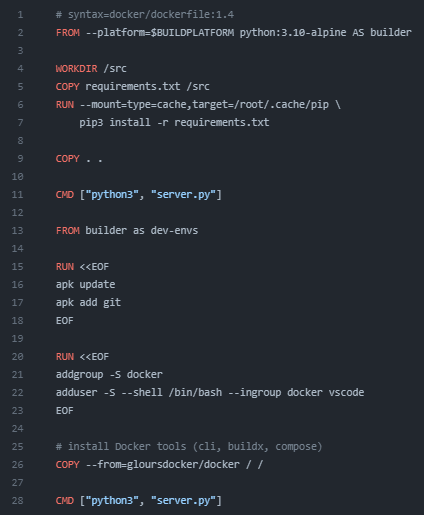 1 # syntax=docker/dockerfile:1.4
2 FROM --platform=$BUILDPLATFORM python:3.10-alpine AS builder
3
4 WORKDIR /src
5 COPY requirements.txt /src
6 RUN --mount=type=cache,target=/root/.cache/pip \
7     pip3 install -r requirements.txt
8
9 COPY . .
10
11 CMD ["python3", "server.py"]
12
13 FROM builder as dev-envs
14
15 RUN <<EOF
16 apk update
17 apk add git
18 EOF
19
20 RUN <<EOF
21 addgroup -S docker
22 adduser -S --shell /bin/bash --ingroup docker vscode
23 EOF
24
25 # install Docker tools (cli, buildx, compose)
26 COPY --from=gloursdocker/docker / /
27
28 CMD ["python3", "server.py"]